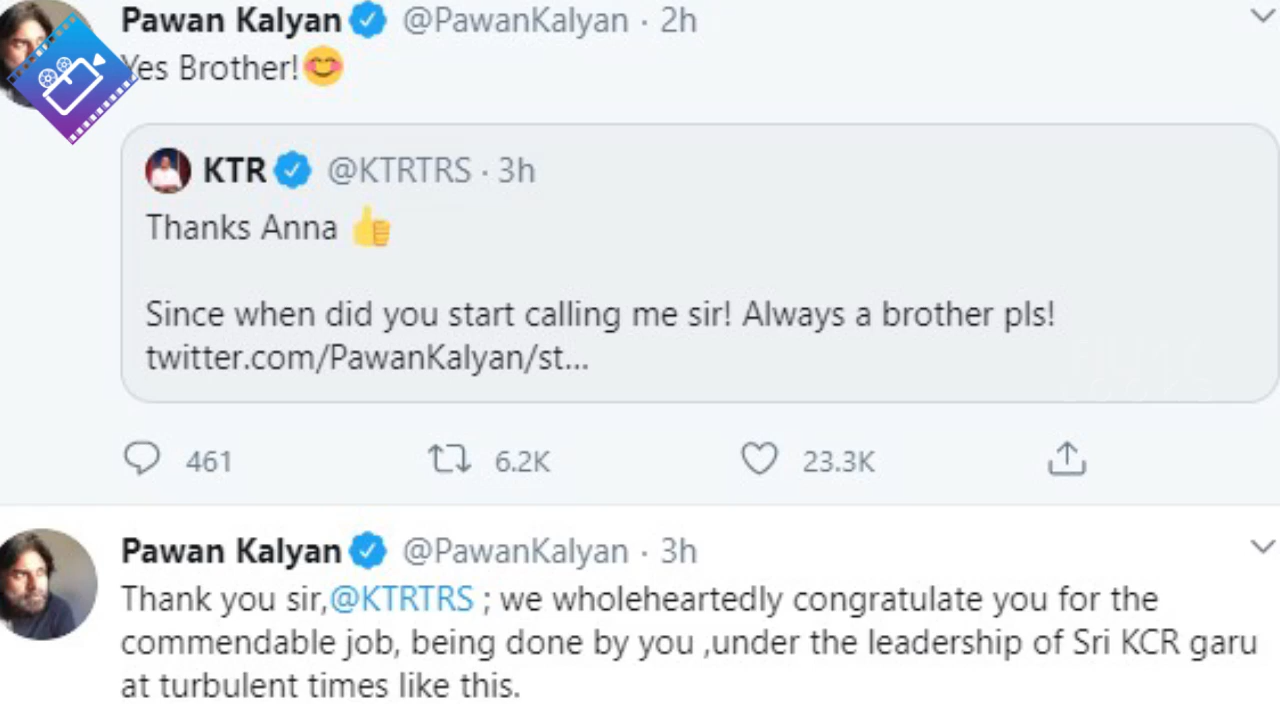 Pawan Kalyan @PawanKalyan · 2h
Yes Brother!😊
KTR @KTRTRS · 3h
Thanks Anna 👍
Since when did you start calling me sir! Always a brother pls!
twitter.com/PawanKalyan/st...
461 6.2K 23.3K
Pawan Kalyan @PawanKalyan · 3h
Thank you sir,@KTRTRS ; we wholeheartedly congratulate you for the
commendable job, being done by you ,under the leadership of Sri KCR garu
at turbulent times like this.